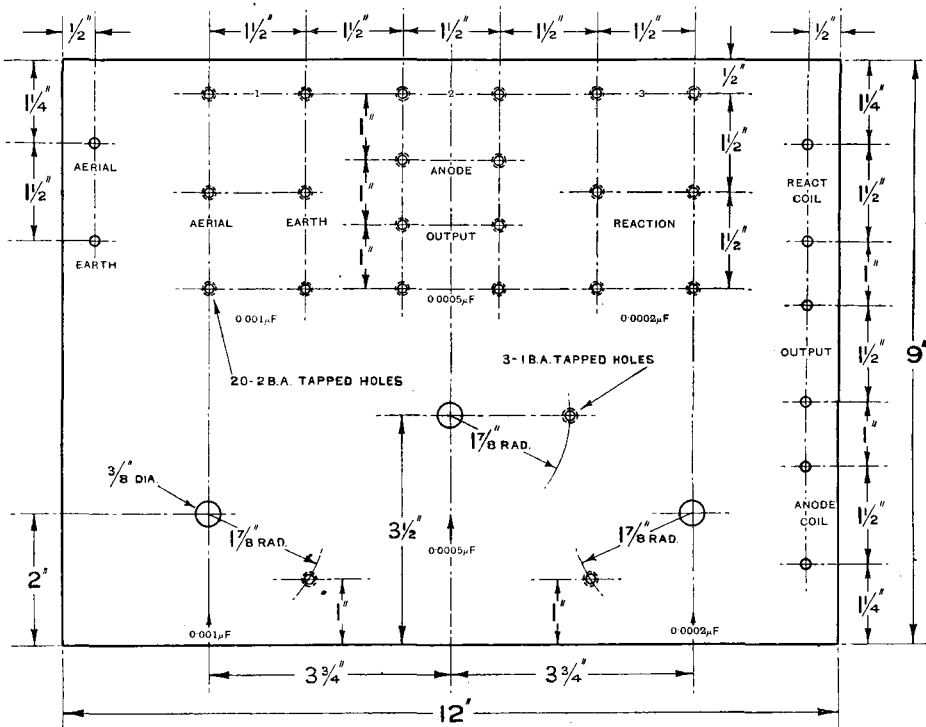 ½" 1½" 1½" 1½" 1½" 1½" ½"
½"
1¼" 1¼"
1 2 3
1" 1½"
AERIAL ANODE REACT
COIL
1½" 1" 1½" 1½"
AERIAL EARTH OUTPUT REACTION
EARTH 1" 1"
0·001µF 0·0005µF 0·0002µF
1½"
OUTPUT 9"
20-2 B.A. TAPPED HOLES 3-1 B.A. TAPPED HOLES
1⅞" RAD. 1"
⅜" DIA.
3½" ANODE
COIL 1½"
1⅞" RAD. 1⅞" RAD.
0·0005µF
2" 1" 1" 1¼"
0·001µF 0·0002µF
3¾" 3¾"
12"